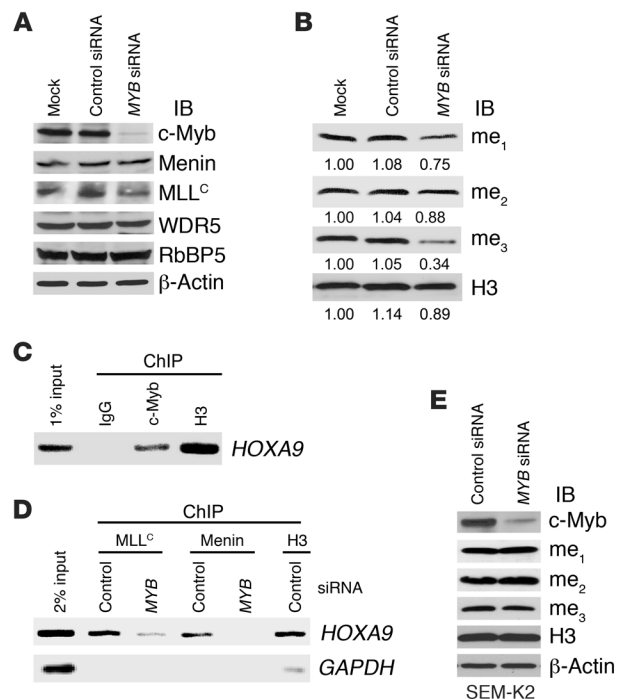 A
Mock
Control siRNA
MYB siRNA
IB
c-Myb
Menin
MLLᶜ
WDR5
RbBP5
β-Actin
B
Mock
Control siRNA
MYB siRNA
IB
me₁
1.00 1.08 0.75
me₂
1.00 1.04 0.88
me₃
1.00 1.05 0.34
H3
1.00 1.14 0.89
C
ChIP
1% input
IgG
c-Myb
H3
HOXA9
D
ChIP
MLLᶜ Menin H3
2% input
Control
MYB
Control
MYB
Control
siRNA
HOXA9
GAPDH
E
Control siRNA
MYB siRNA
IB
c-Myb
me₁
me₂
me₃
H3
β-Actin
SEM-K2